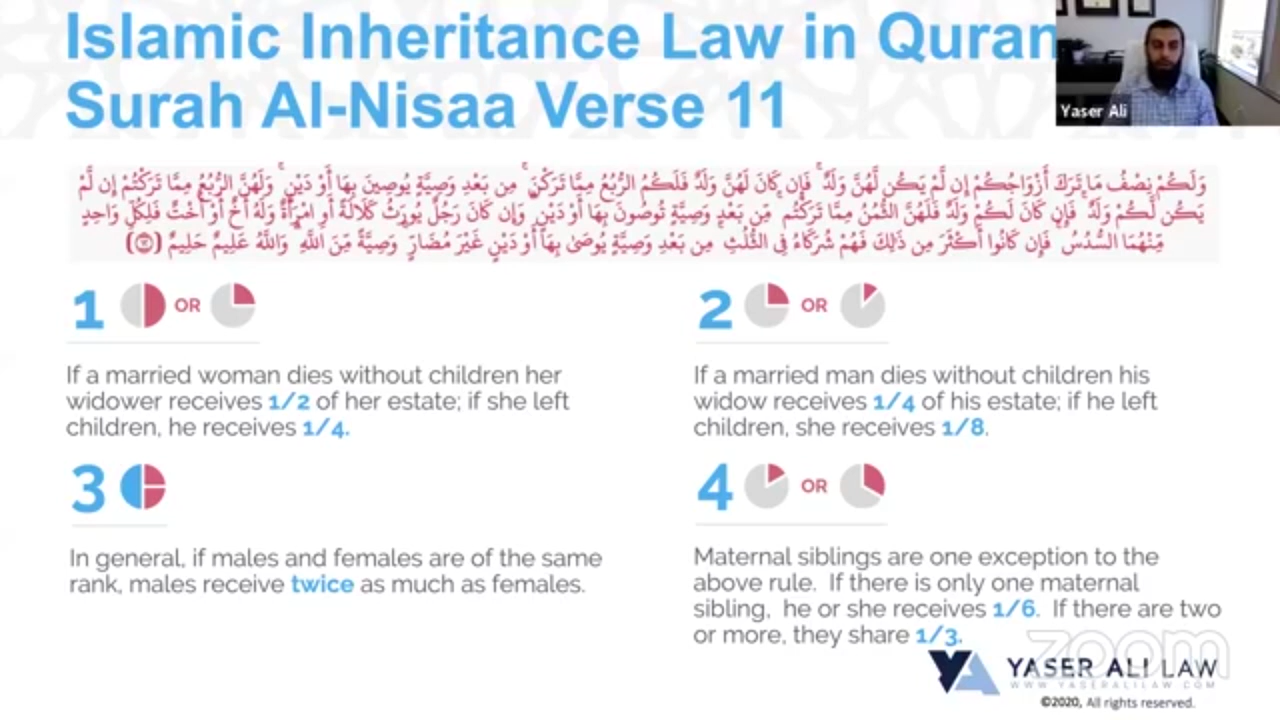 Islamic Inheritance Law in Quran
Surah Al-Nisaa Verse 11
Yaser Ali
وَلَكُمْ نِصْفُ مَا تَرَكَ أَزْوَاجُكُمْ إِن لَّمْ يَكُن لَّهُنَّ وَلَدٌ ۚ فَإِن كَانَ لَهُنَّ وَلَدٌ فَلَكُمُ الرُّبُعُ مِمَّا تَرَكْنَ ۚ مِن بَعْدِ وَصِيَّةٍ يُوصِينَ بِهَا أَوْ دَيْنٍ ۚ وَلَهُنَّ الرُّبُعُ مِمَّا تَرَكْتُمْ إِن لَّمْ
يَكُن لَّكُمْ وَلَدٌ ۚ فَإِن كَانَ لَكُمْ وَلَدٌ فَلَهُنَّ الثُّمُنُ مِمَّا تَرَكْتُم ۚ مِّن بَعْدِ وَصِيَّةٍ تُوصُونَ بِهَا أَوْ دَيْنٍ ۗ وَإِن كَانَ رَجُلٌ يُورَثُ كَلَالَةً أَوِ امْرَأَةٌ وَلَهُ أَخٌ أَوْ أُخْتٌ فَلِكُلِّ وَاحِدٍ
مِّنْهُمَا السُّدُسُ ۚ فَإِن كَانُوا أَكْثَرَ مِن ذَٰلِكَ فَهُمْ شُرَكَاءُ فِي الثُّلُثِ ۚ مِن بَعْدِ وَصِيَّةٍ يُوصَىٰ بِهَا أَوْ دَيْنٍ غَيْرَ مُضَارٍّ ۚ وَصِيَّةً مِّنَ اللَّهِ ۗ وَاللَّهُ عَلِيمٌ حَلِيمٌ (١٢)
1 OR
If a married woman dies without children her
widower receives 1/2 of her estate; if she left
children, he receives 1/4.
2 OR
If a married man dies without children his
widow receives 1/4 of his estate; if he left
children, she receives 1/8.
3
In general, if males and females are of the same
rank, males receive twice as much as females.
4 OR
Maternal siblings are one exception to the
above rule. If there is only one maternal
sibling, he or she receives 1/6. If there are two
or more, they share 1/3.
zoom
YASER ALI LAW
WWW.YASERALILAW.COM
©2020, All rights reserved.